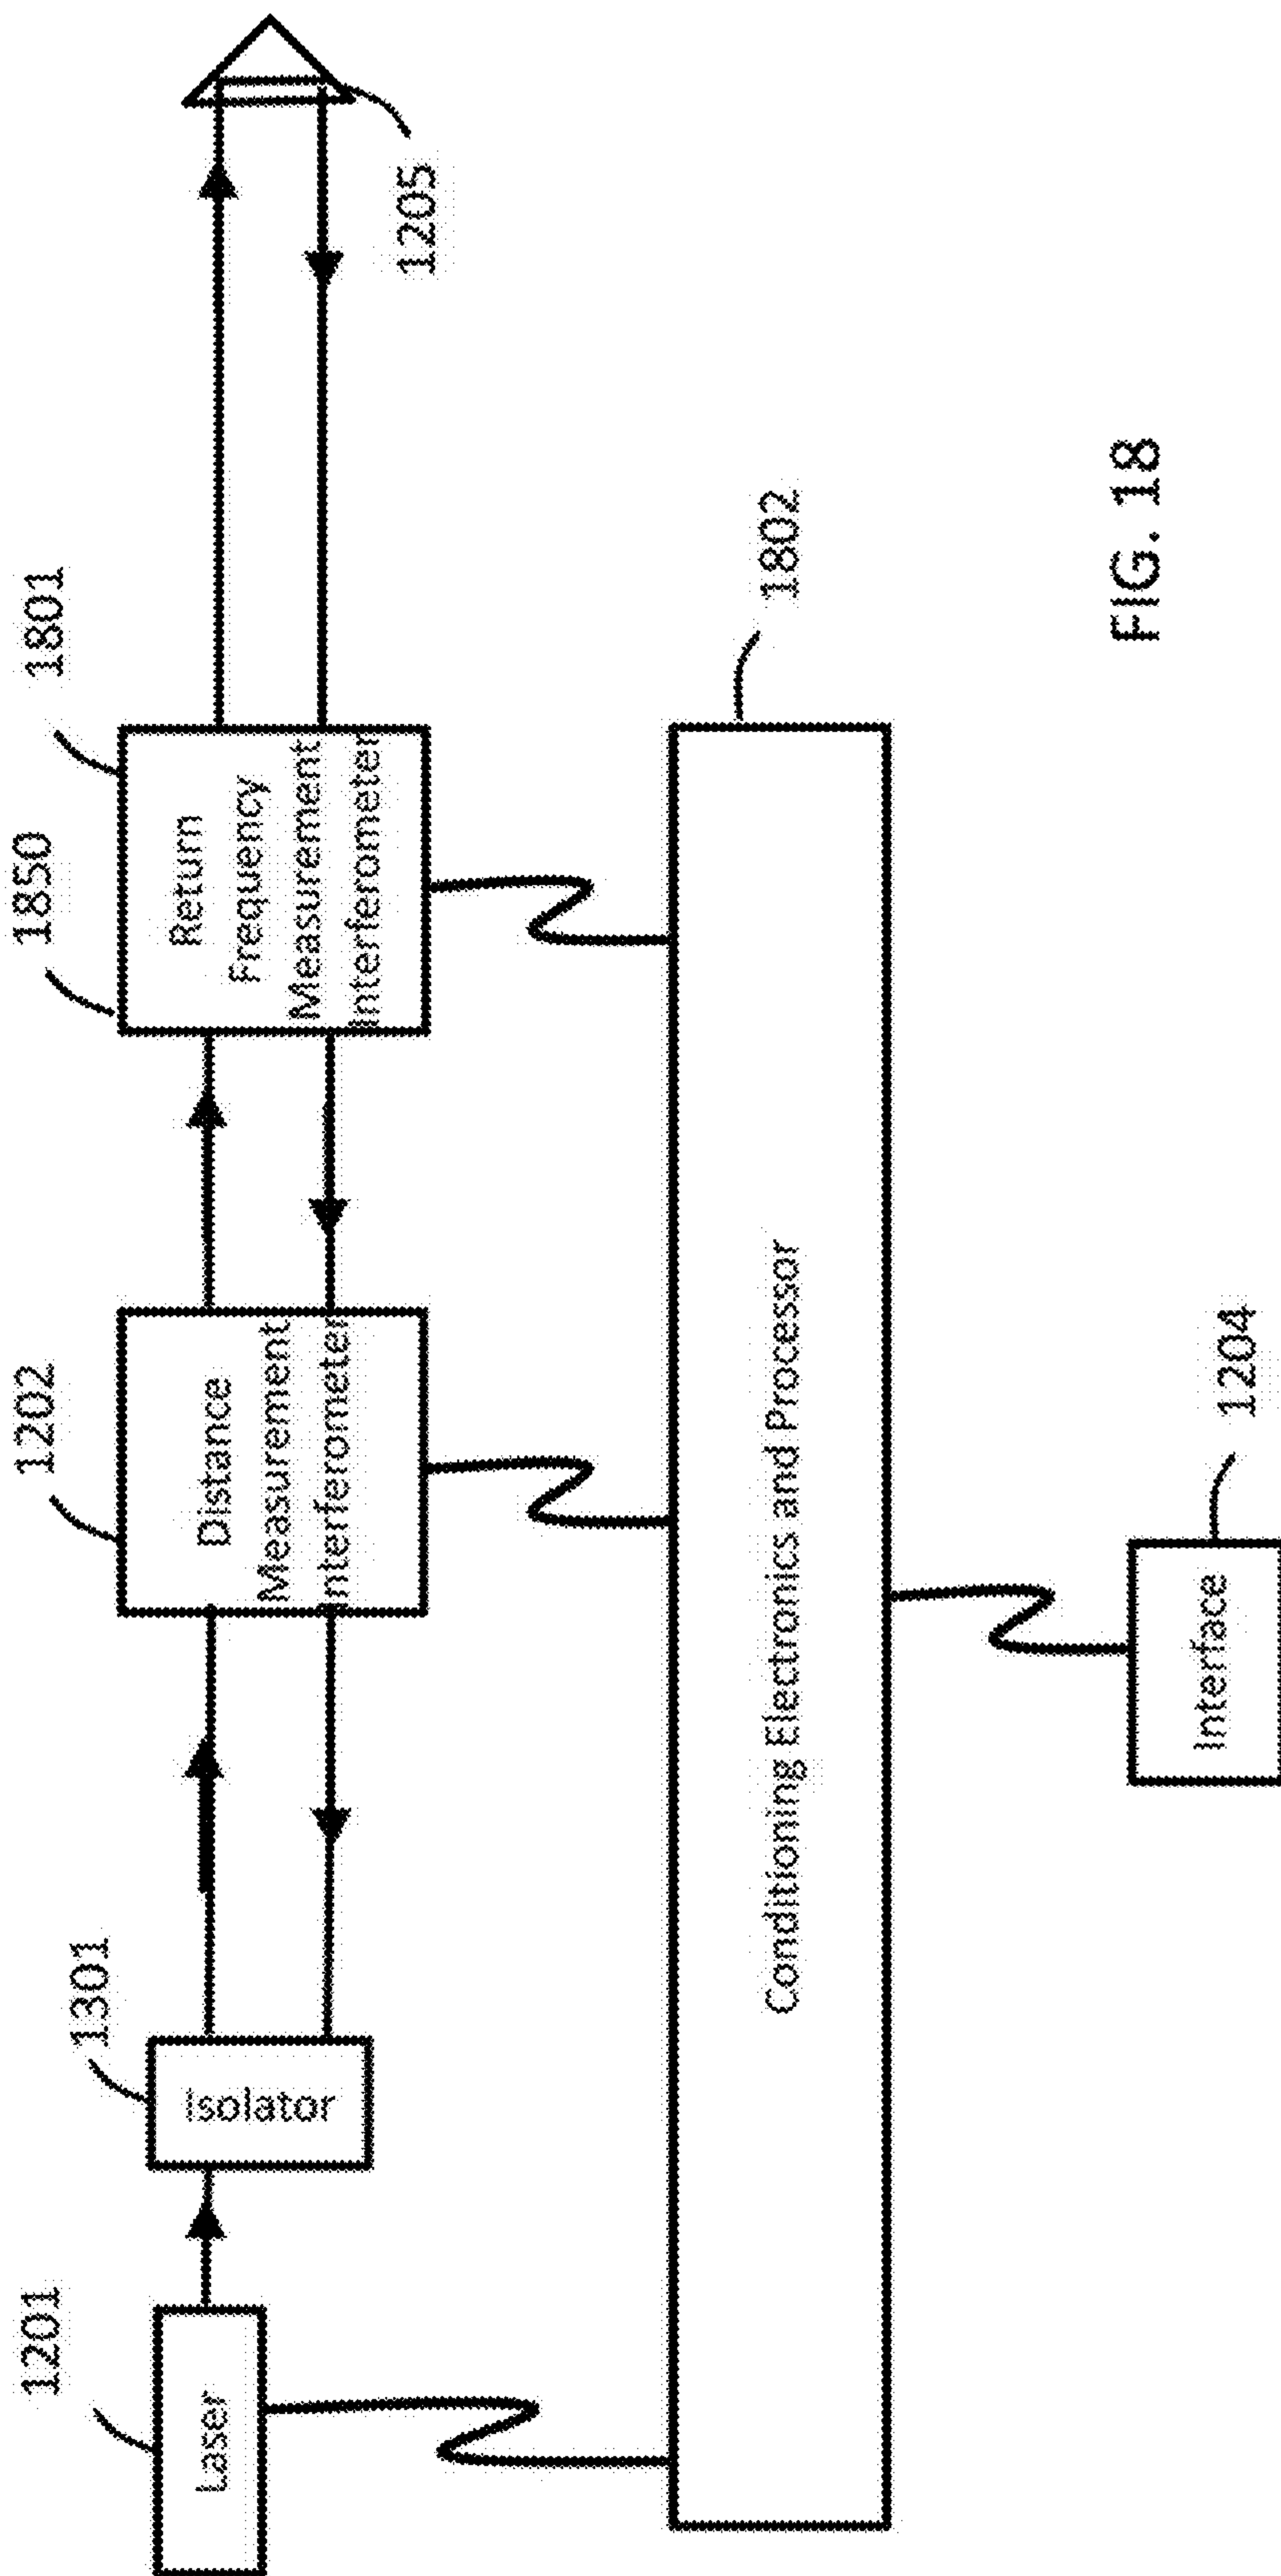 1201
1301
1202
1850
1801
Laser
Isolator
Distance
Measurement
Interferometer
Return
Frequency
Measurement
Interferometer
1205
1802
Conditioning Electronics and Processor
Interface
1204
FIG. 18